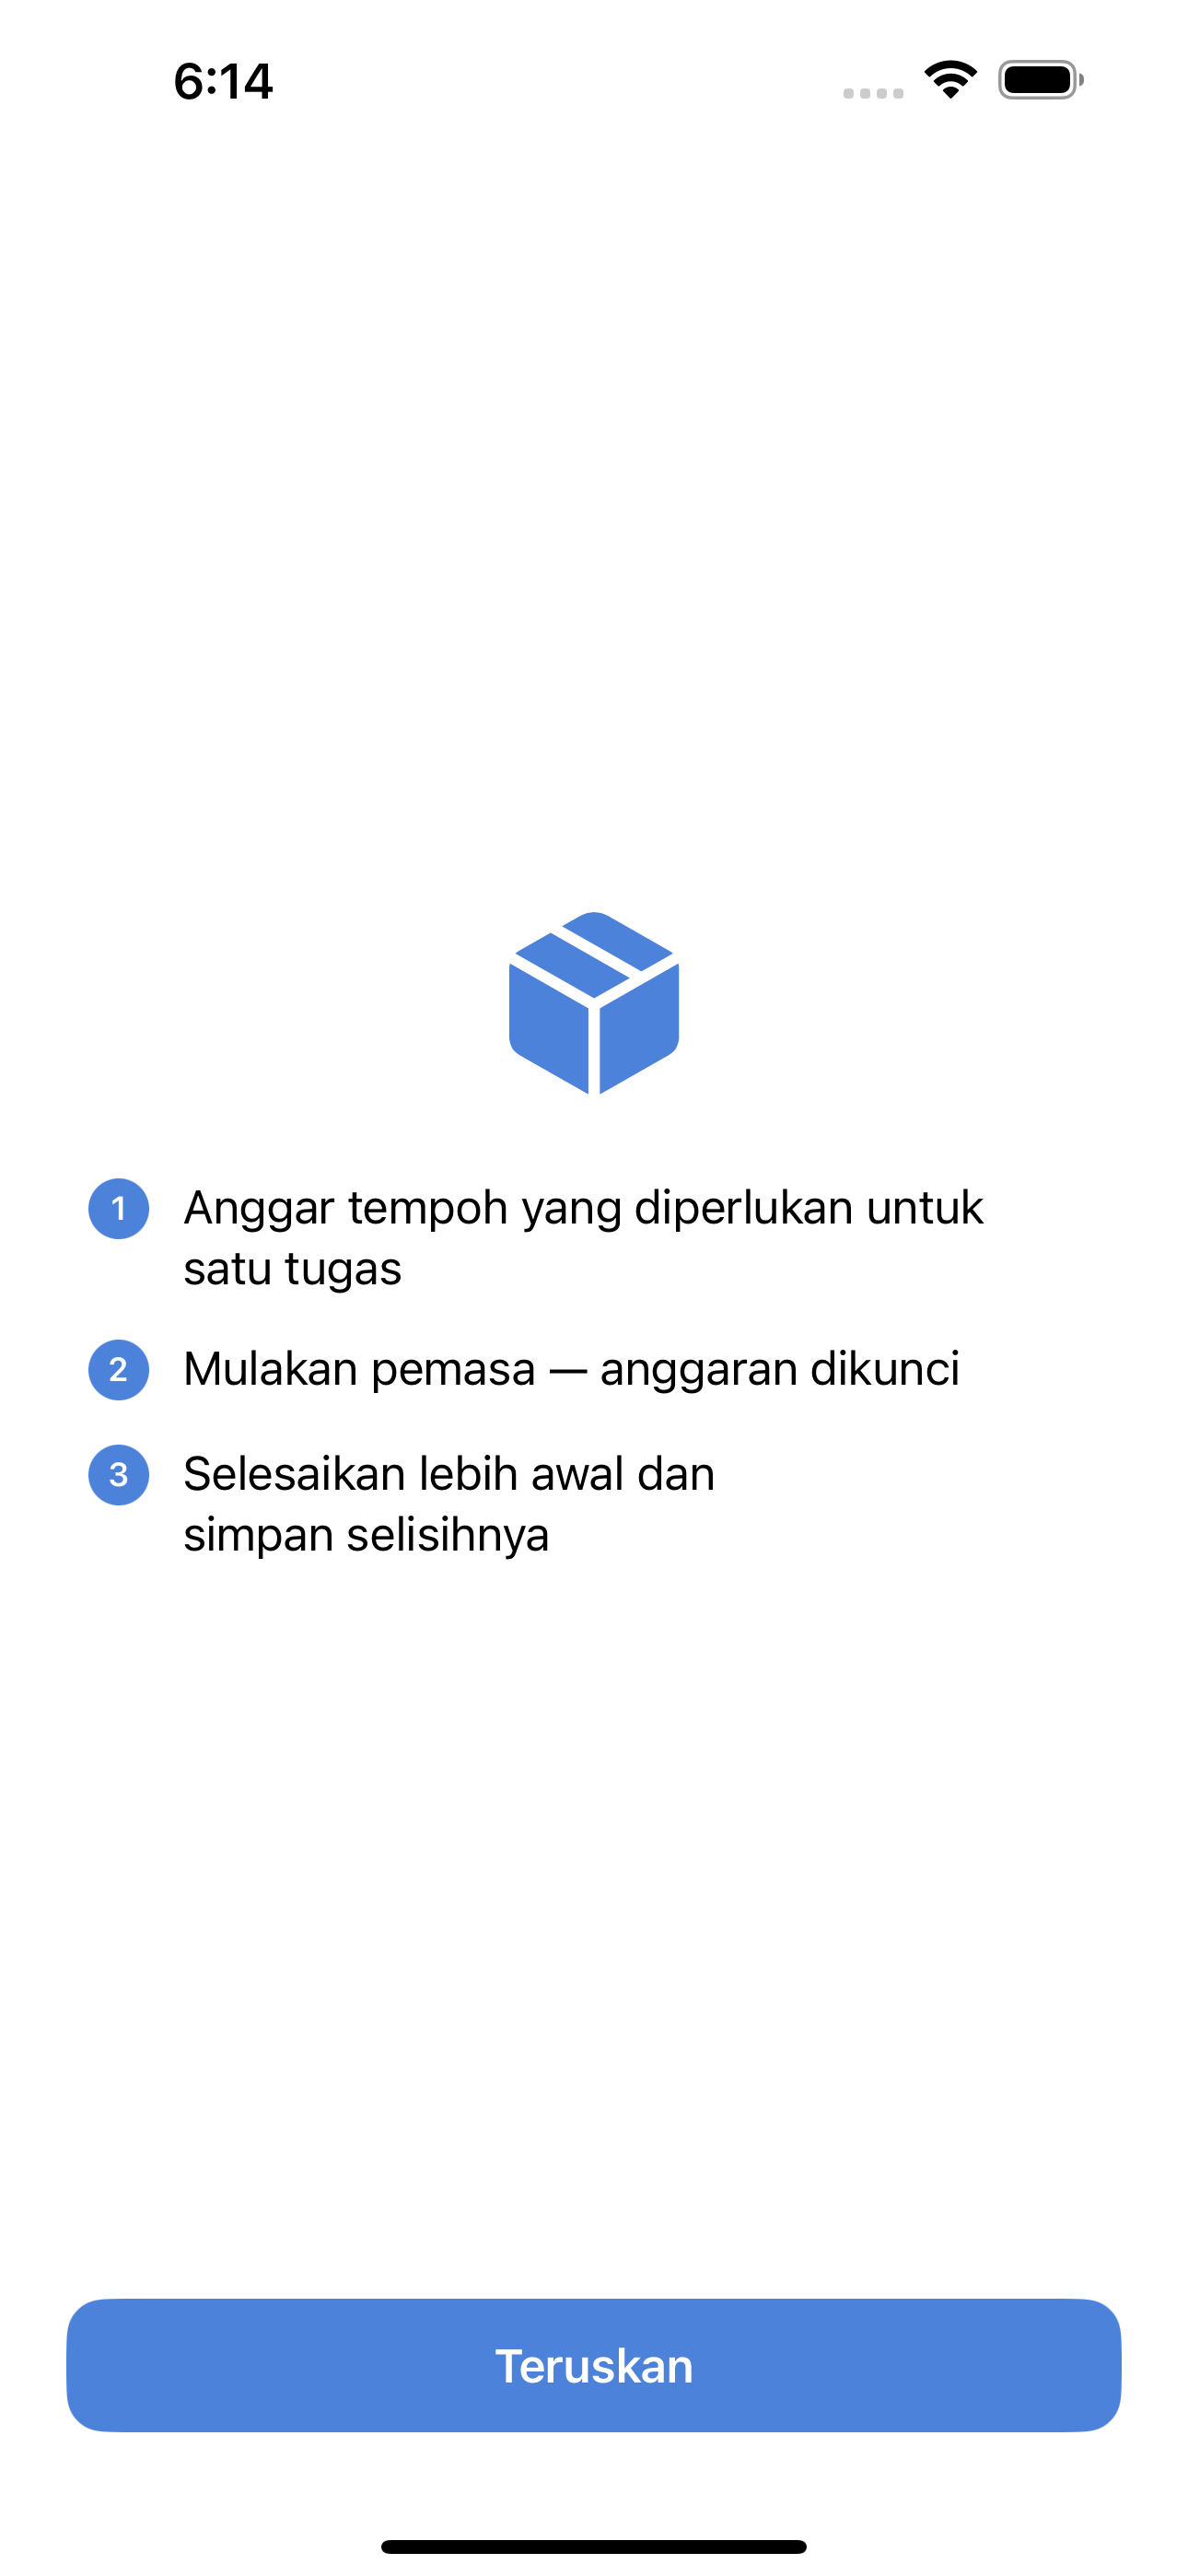 6:14
1 Anggar tempoh yang diperlukan untuk
satu tugas
2 Mulakan pemasa — anggaran dikunci
3 Selesaikan lebih awal dan
simpan selisihnya
Teruskan